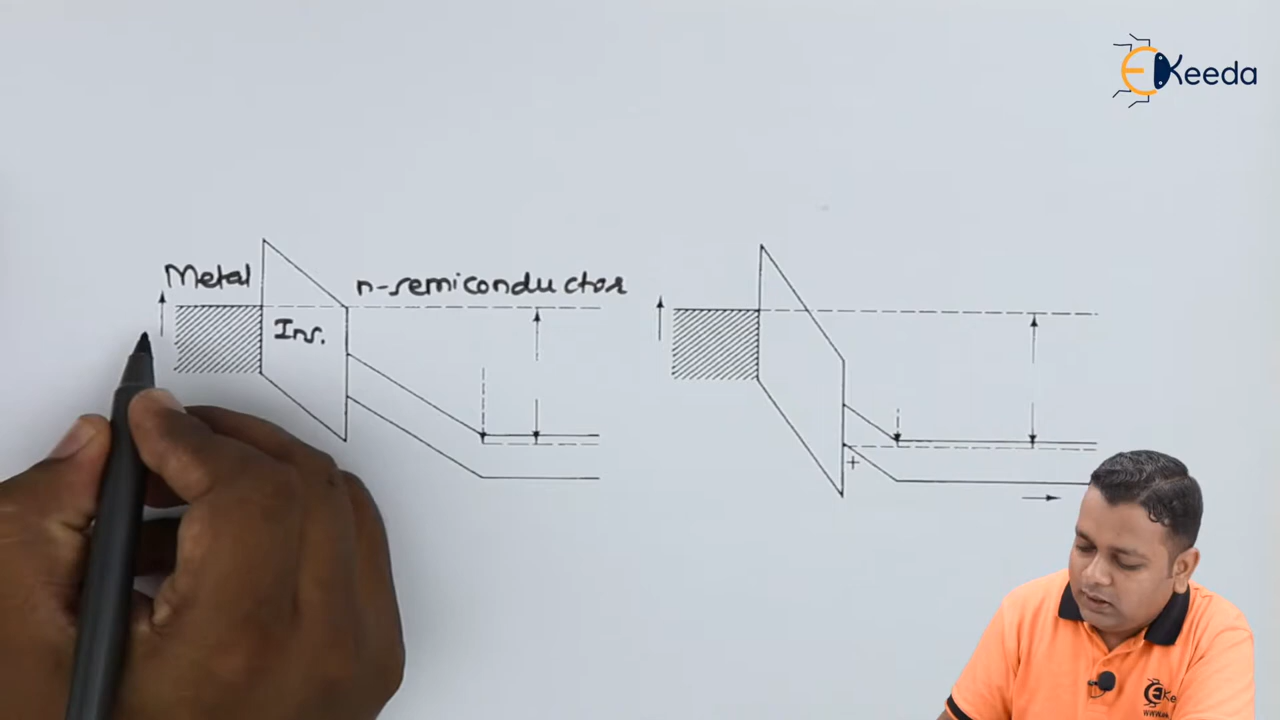 EKeeda
Metal
n-semiconductor
Ins.
+